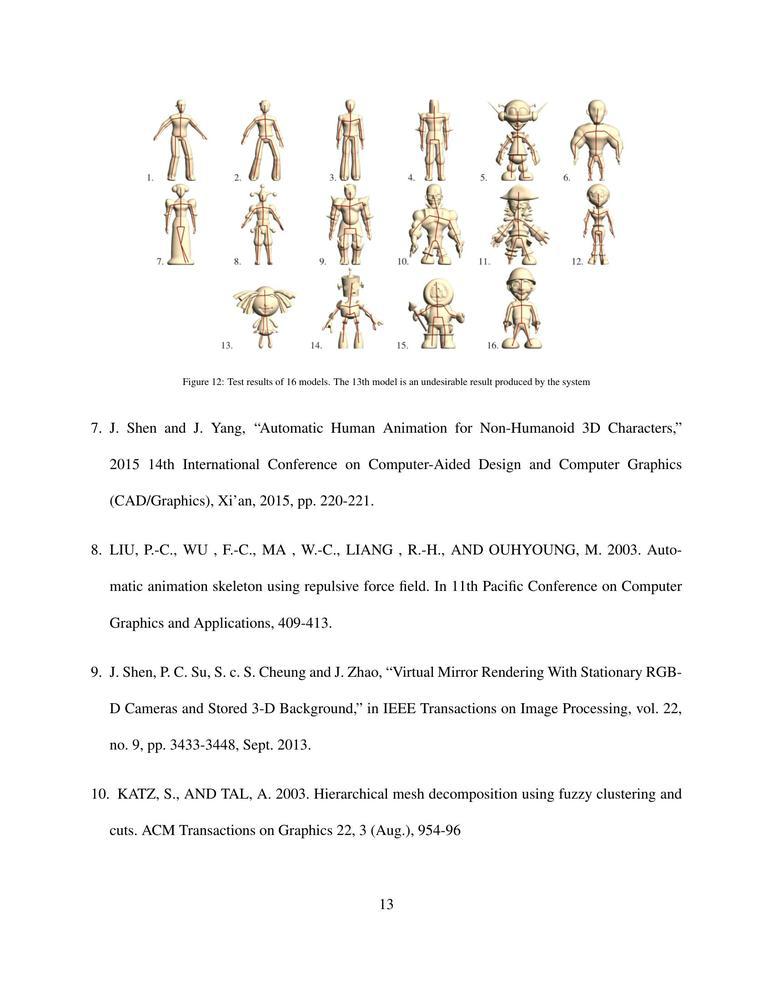 1. 2. 3. 4. 5. 6.
7. 8. 9. 10. 11. 12.
13. 14. 15. 16.
Figure 12: Test results of 16 models. The 13th model is an undesirable result produced by the system
7. J. Shen and J. Yang, “Automatic Human Animation for Non-Humanoid 3D Characters,”
2015 14th International Conference on Computer-Aided Design and Computer Graphics
(CAD/Graphics), Xi’an, 2015, pp. 220-221.
8. LIU, P.-C., WU , F.-C., MA , W.-C., LIANG , R.-H., AND OUHYOUNG, M. 2003. Auto-
matic animation skeleton using repulsive force field. In 11th Pacific Conference on Computer
Graphics and Applications, 409-413.
9. J. Shen, P. C. Su, S. c. S. Cheung and J. Zhao, “Virtual Mirror Rendering With Stationary RGB-
D Cameras and Stored 3-D Background,” in IEEE Transactions on Image Processing, vol. 22,
no. 9, pp. 3433-3448, Sept. 2013.
10. KATZ, S., AND TAL, A. 2003. Hierarchical mesh decomposition using fuzzy clustering and
cuts. ACM Transactions on Graphics 22, 3 (Aug.), 954-96
13